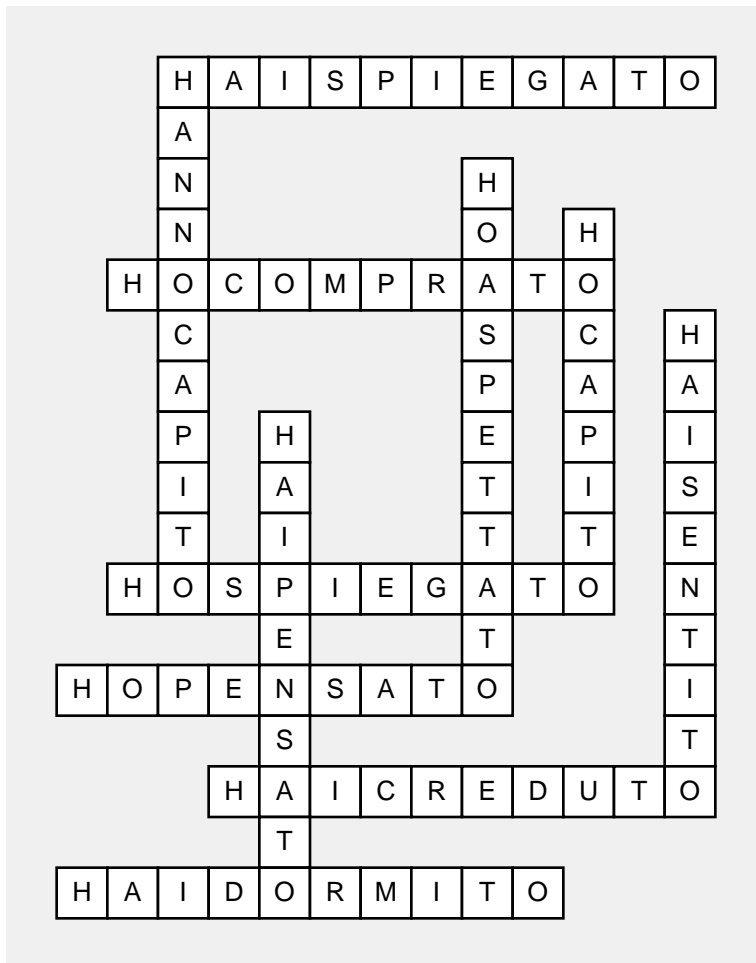 HAISPIEGATO
HANNOCAPITO
HOASPETTATO
HOCAPITO
HOCOMPRATO
HAISENTITO
HAIPENSATO
HOSPIEGATO
HOPENSATO
HAICREDUTO
HAIDORMITO